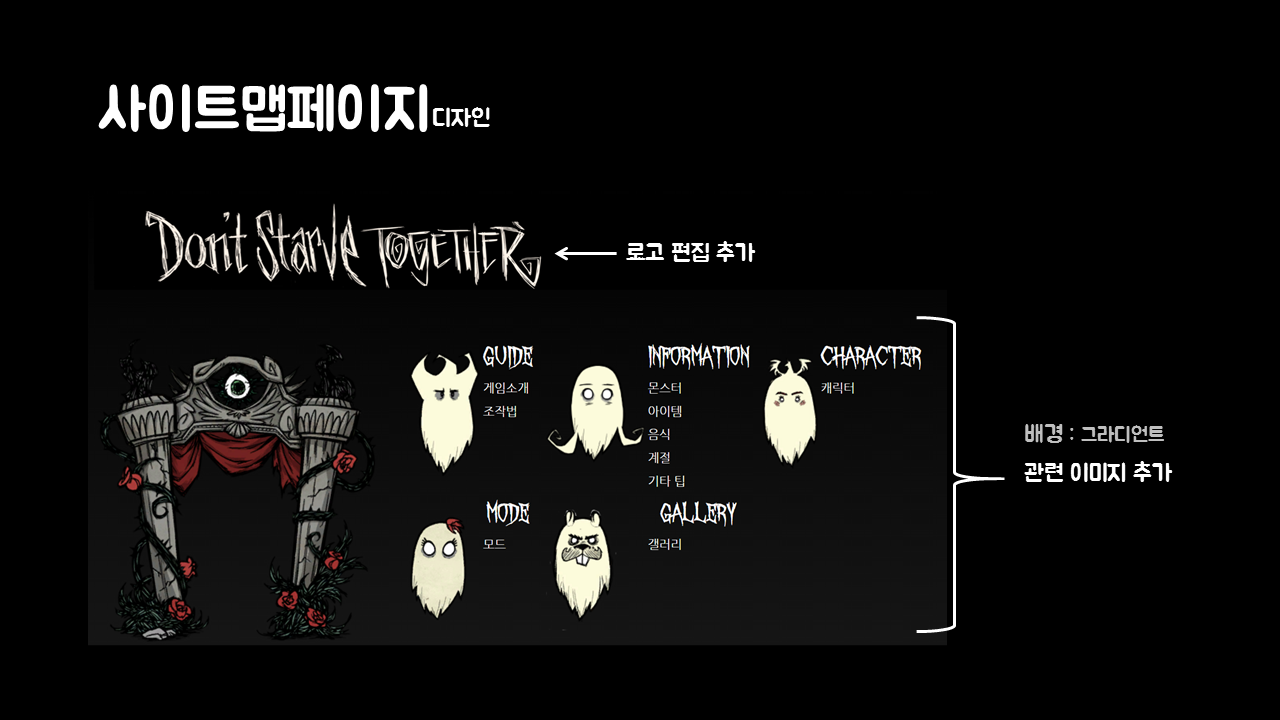 사이트맵페이지디자인
Don't Starve TOGETHER
로고 편집 추가
GUIDE
게임소개
조작법
INFORMATION
몬스터
아이템
음식
계절
기타 팁
CHARACTER
캐릭터
MODE
모드
GALLERY
갤러리
배경 : 그라디언트
관련 이미지 추가